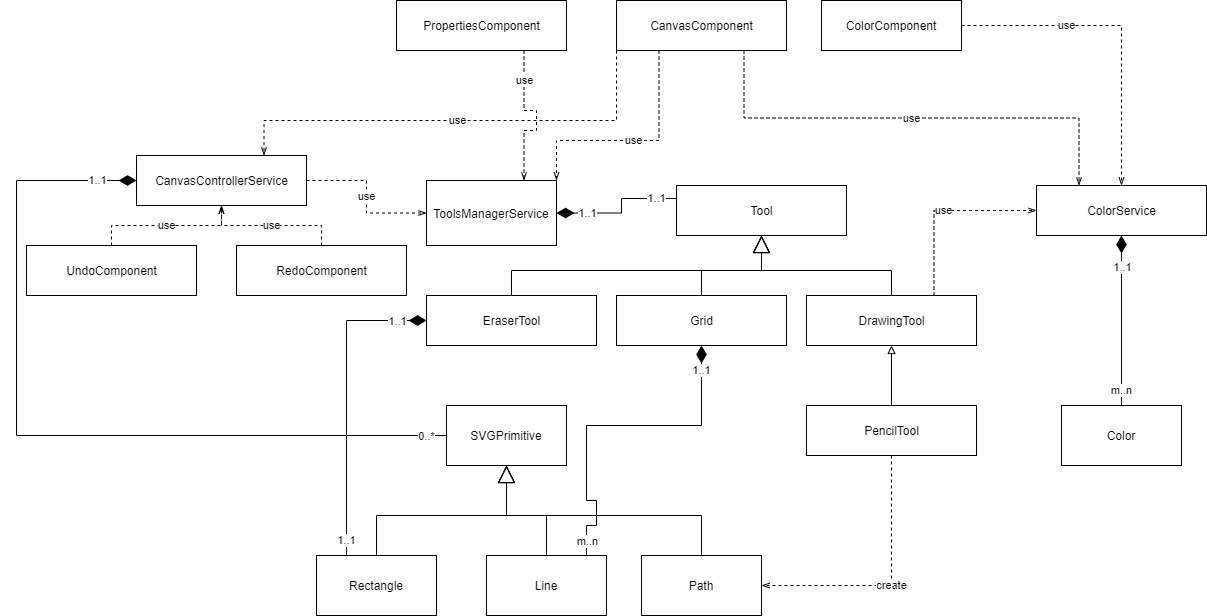 PropertiesComponent
CanvasComponent
ColorComponent
use
use
use
use
use
CanvasControllerService
1..1
use
ToolsManagerService
1..1
1..1
Tool
use
ColorService
use
use
UndoComponent
RedoComponent
1..1
1..1
EraserTool
Grid
DrawingTool
1..1
m..n
0..*
SVGPrimitive
PencilTool
Color
1..1
m..n
Rectangle
Line
Path
create